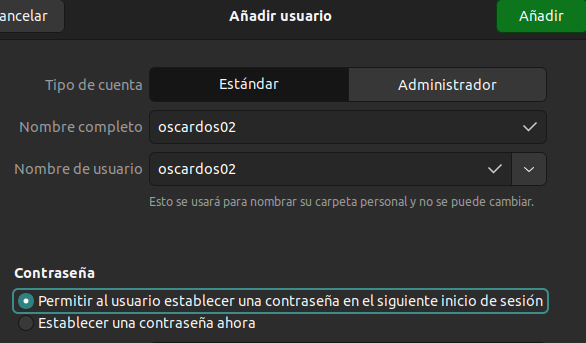 ancelar
Añadir usuario
Añadir
Tipo de cuenta
Estándar
Administrador
Nombre completo
oscardos02
Nombre de usuario
oscardos02
Esto se usará para nombrar su carpeta personal y no se puede cambiar.
Contraseña
Permitir al usuario establecer una contraseña en el siguiente inicio de sesión
Establecer una contraseña ahora